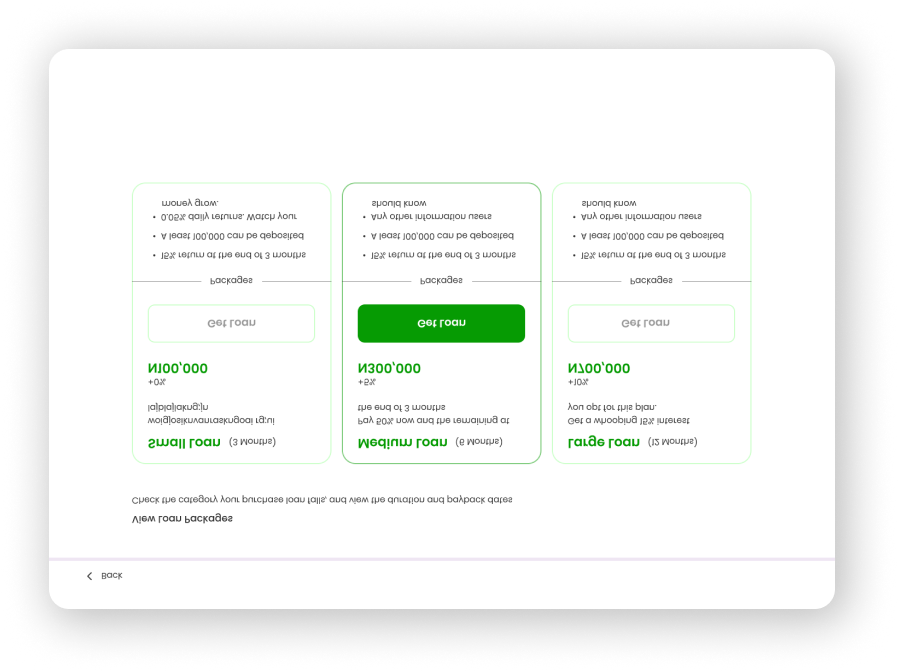 Back
View Loan Packages
Check the category your purchase loan falls, and view the duration and payback dates
Small Loan (3 Months)
+0%
N100,000
Get Loan
Packages
• 15% return at the end of 3 months
• A least 100,000 can be deposited
• 0.05% daily returns. Watch your
money grow.
Medium Loan (6 Months)
Pay 50% now and the remaining at
the end of 3 months
+5%
N300,000
Get Loan
Packages
• 15% return at the end of 3 months
• A least 100,000 can be deposited
• Any other information users
should know
Large Loan (12 Months)
Get a whooping 15% interest
you opt for this plan.
+10%
N700,000
Get Loan
Packages
• 15% return at the end of 3 months
• A least 100,000 can be deposited
• Any other information users
should know